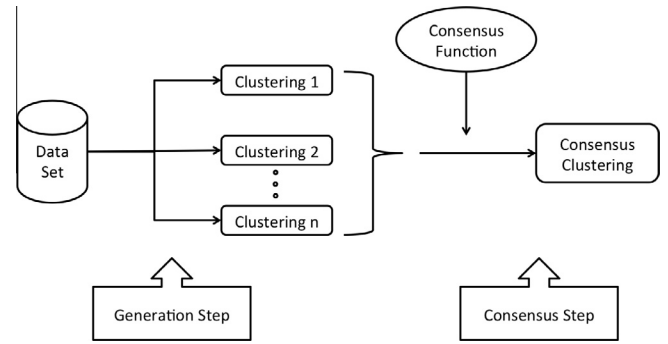 Consensus
Function
Clustering 1
Data
Set
Clustering 2
Clustering n
Consensus
Clustering
Generation Step
Consensus Step